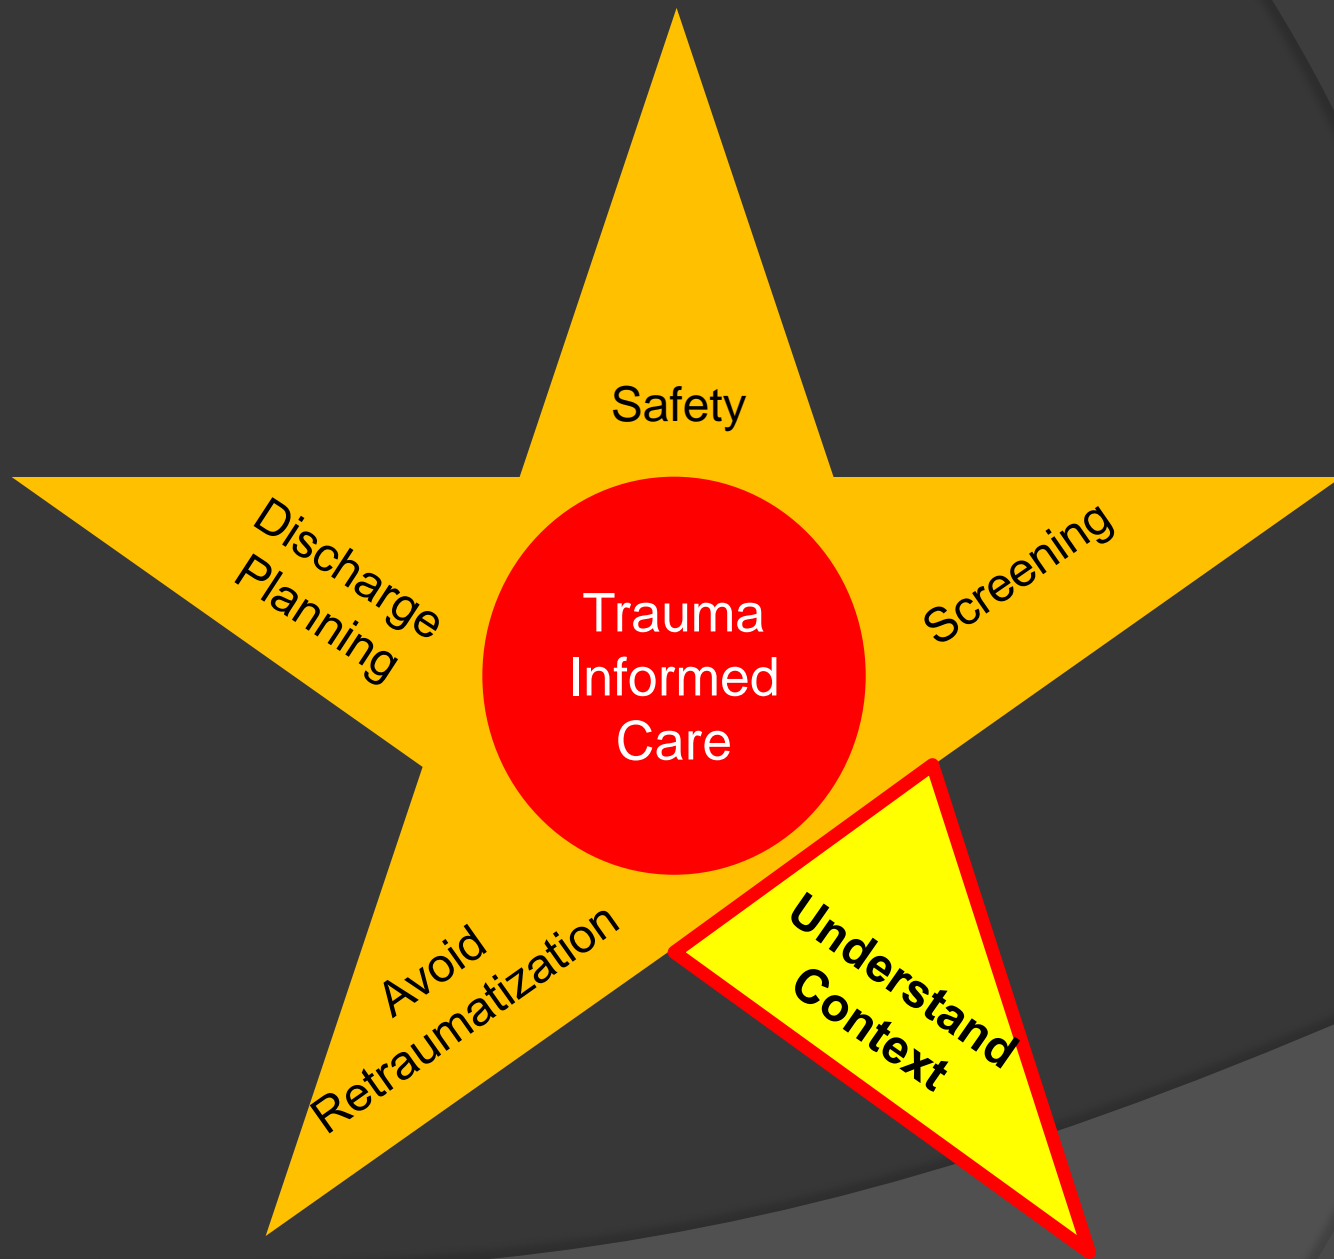 Safety
Discharge
Planning
Trauma
Informed
Care
Screening
Avoid
Retraumatization
Understand
Context